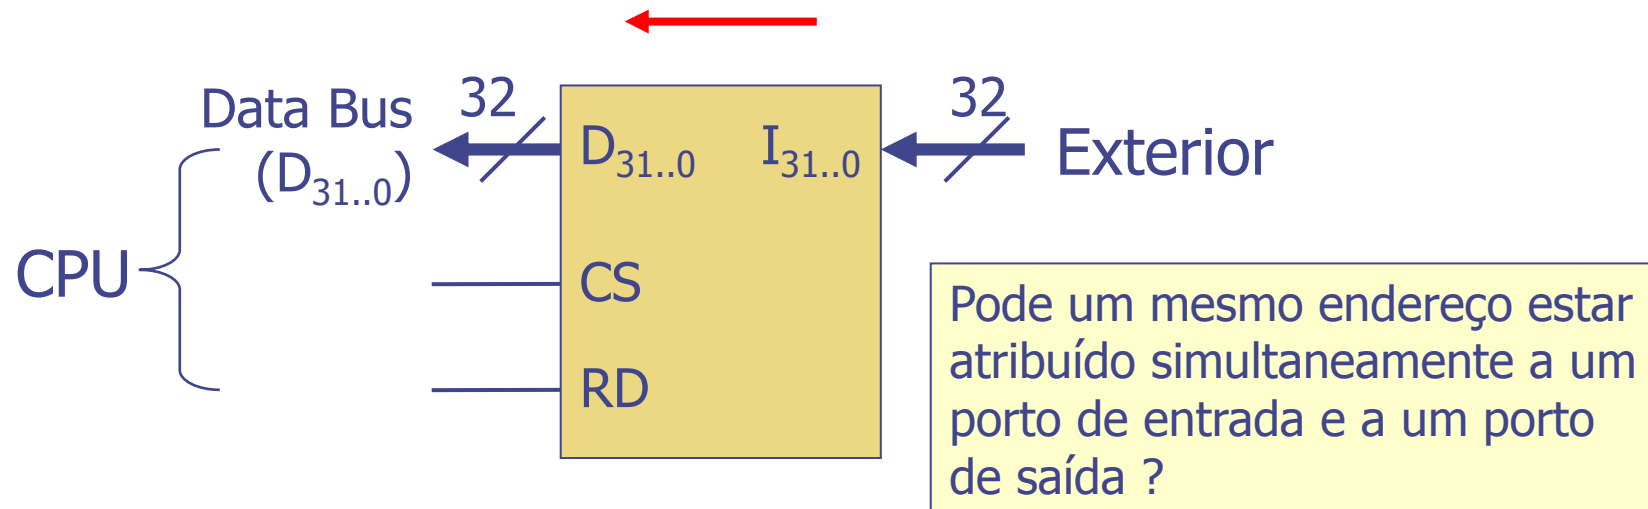 32
32
Data Bus
(D31..0)
D31..0
I31..0
Exterior
CPU
CS
RD
Pode um mesmo endereço estar
atribuído simultaneamente a um
porto de entrada e a um porto
de saída ?